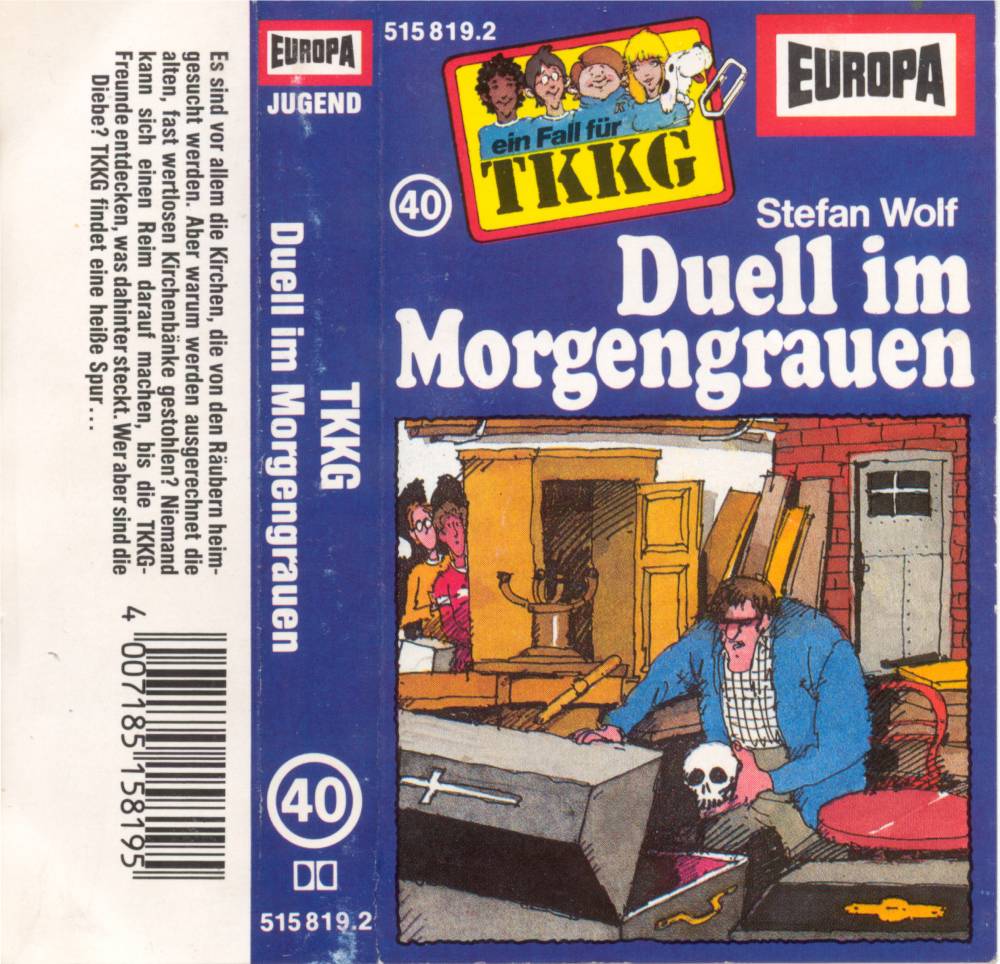 Es sind vor allem die Kirchen, die von den Räubern heim-
gesucht werden. Aber warum werden ausgerechnet die
alten, fast wertlosen Kirchenbänke gestohlen? Niemand
kann sich einen Reim darauf machen, bis die TKKG-
Freunde entdecken, was dahinter steckt. Wer aber sind die
Diebe? TKKG findet eine heiße Spur...
4 007185 158195
EUROPA
JUGEND
TKKG
Duell im Morgengrauen
40
515 819.2
515 819.2
ein Fall für
TKKG
40
EUROPA
Stefan Wolf
Duell im
Morgengrauen